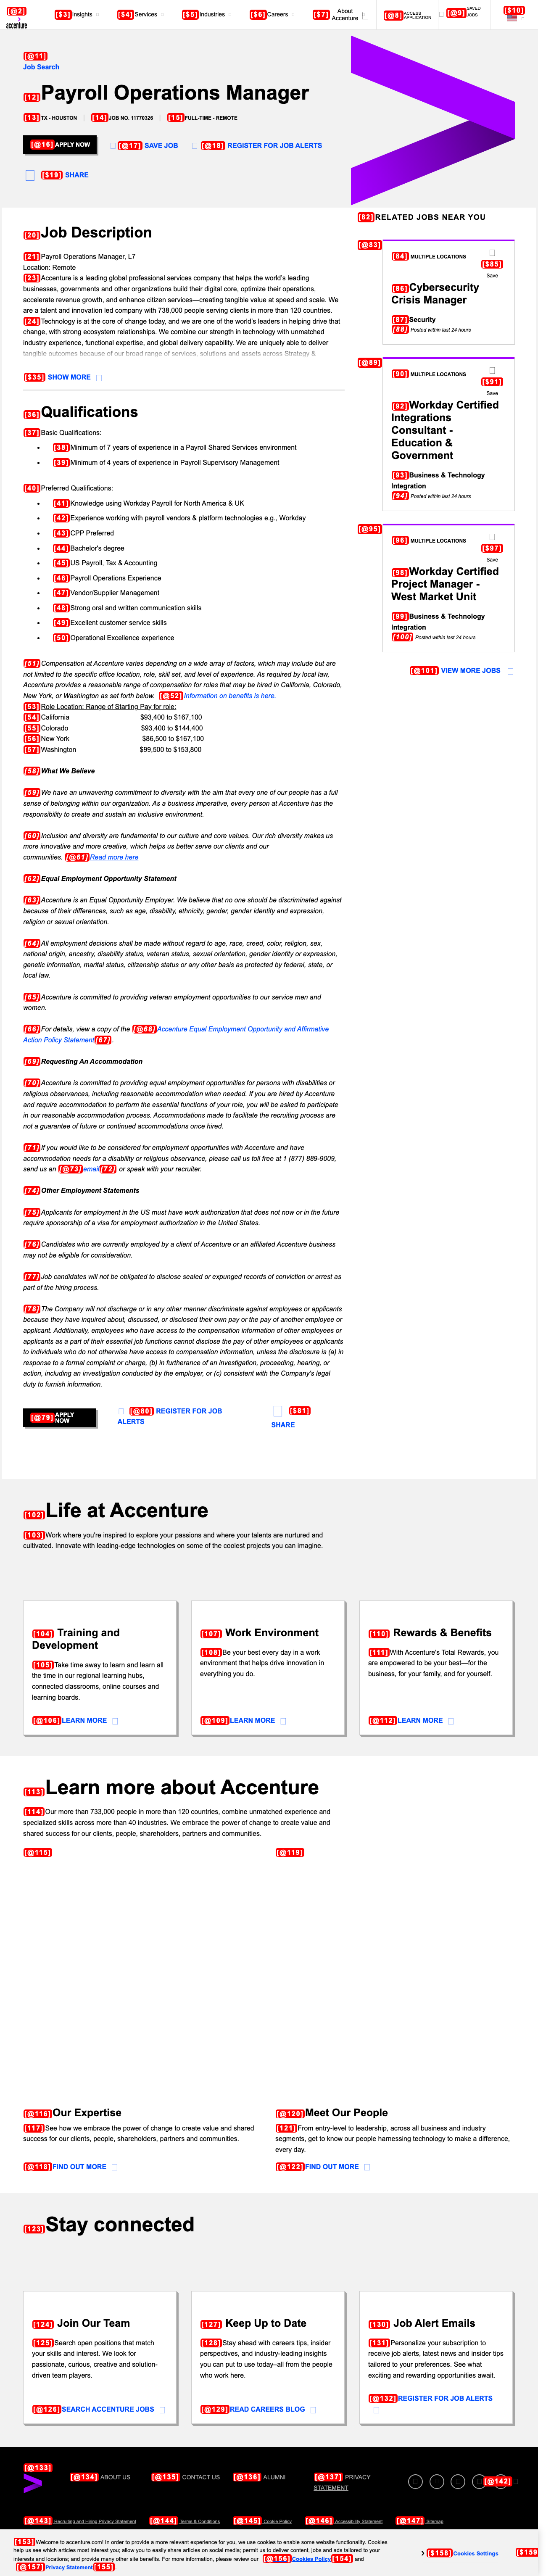 [@2]
accenture
[$3]Insights
[$4]Services
[$5]Industries
[$6]Careers
[$7] About Accenture
[@8]ACCESS APPLICATION
[@9]SAVED JOBS
[$10]
[@11]
Job Search
[12]Payroll Operations Manager
[13]TX - HOUSTON
[14]JOB NO. 11770326
[15]FULL-TIME - REMOTE
[@16] APPLY NOW
[$17] SAVE JOB
[@18] REGISTER FOR JOB ALERTS
[$19] SHARE
[20]Job Description
[21]Payroll Operations Manager, L7
Location: Remote
[23]Accenture is a leading global professional services company that helps the world's leading
businesses, governments and other organizations build their digital core, optimize their operations,
accelerate revenue growth, and enhance citizen services—creating tangible value at speed and scale. We
are a talent and innovation led company with 738,000 people serving clients in more than 120 countries.
[24]Technology is at the core of change today, and we are one of the world's leaders in helping drive that
change, with strong ecosystem relationships. We combine our strength in technology with unmatched
industry experience, functional expertise, and global delivery capability. We are uniquely able to deliver
tangible outcomes because of our broad range of services, solutions and assets across Strategy &
[$35] SHOW MORE
[36]Qualifications
[37]Basic Qualifications:
• [38]Minimum of 7 years of experience in a Payroll Shared Services environment
• [39]Minimum of 4 years of experience in Payroll Supervisory Management
[40]Preferred Qualifications:
• [41]Knowledge using Workday Payroll for North America & UK
• [42]Experience working with payroll vendors & platform technologies e.g., Workday
• [43]CPP Preferred
• [44]Bachelor's degree
• [45]US Payroll, Tax & Accounting
• [46]Payroll Operations Experience
• [47]Vendor/Supplier Management
• [48]Strong oral and written communication skills
• [49]Excellent customer service skills
• [50]Operational Excellence experience
[51]Compensation at Accenture varies depending on a wide array of factors, which may include but are
not limited to the specific office location, role, skill set, and level of experience. As required by local law,
Accenture provides a reasonable range of compensation for roles that may be hired in California, Colorado,
New York, or Washington as set forth below. [@52]Information on benefits is here.
[53]Role Location: Range of Starting Pay for role:
[54]California $93,400 to $167,100
[55]Colorado $93,400 to $144,400
[56]New York $86,500 to $167,100
[57]Washington $99,500 to $153,800
[58]What We Believe
[59]We have an unwavering commitment to diversity with the aim that every one of our people has a full
sense of belonging within our organization. As a business imperative, every person at Accenture has the
responsibility to create and sustain an inclusive environment.
[60]Inclusion and diversity are fundamental to our culture and core values. Our rich diversity makes us
more innovative and more creative, which helps us better serve our clients and our
communities. [@61]Read more here
[62]Equal Employment Opportunity Statement
[63]Accenture is an Equal Opportunity Employer. We believe that no one should be discriminated against
because of their differences, such as age, disability, ethnicity, gender, gender identity and expression,
religion or sexual orientation.
[64]All employment decisions shall be made without regard to age, race, creed, color, religion, sex,
national origin, ancestry, disability status, veteran status, sexual orientation, gender identity or expression,
genetic information, marital status, citizenship status or any other basis as protected by federal, state, or
local law.
[65]Accenture is committed to providing veteran employment opportunities to our service men and
women.
[66]For details, view a copy of the [@68]Accenture Equal Employment Opportunity and Affirmative
Action Policy Statement[67].
[69]Requesting An Accommodation
[70]Accenture is committed to providing equal employment opportunities for persons with disabilities or
religious observances, including reasonable accommodation when needed. If you are hired by Accenture
and require accommodation to perform the essential functions of your role, you will be asked to participate
in our reasonable accommodation process. Accommodations made to facilitate the recruiting process are
not a guarantee of future or continued accommodations once hired.
[71]If you would like to be considered for employment opportunities with Accenture and have
accommodation needs for a disability or religious observance, please call us toll free at 1 (877) 889-9009,
send us an [@73]email[72] or speak with your recruiter.
[74]Other Employment Statements
[75]Applicants for employment in the US must have work authorization that does not now or in the future
require sponsorship of a visa for employment authorization in the United States.
[76]Candidates who are currently employed by a client of Accenture or an affiliated Accenture business
may not be eligible for consideration.
[77]Job candidates will not be obligated to disclose sealed or expunged records of conviction or arrest as
part of the hiring process.
[78]The Company will not discharge or in any other manner discriminate against employees or applicants
because they have inquired about, discussed, or disclosed their own pay or the pay of another employee or
applicant. Additionally, employees who have access to the compensation information of other employees or
applicants as a part of their essential job functions cannot disclose the pay of other employees or applicants
to individuals who do not otherwise have access to compensation information, unless the disclosure is (a) in
response to a formal complaint or charge, (b) in furtherance of an investigation, proceeding, hearing, or
action, including an investigation conducted by the employer, or (c) consistent with the Company's legal
duty to furnish information.
[@79] APPLY NOW
[@80] REGISTER FOR JOB
ALERTS
[$81]
SHARE
[82]RELATED JOBS NEAR YOU
[@83]
[84] MULTIPLE LOCATIONS
[$85]
Save
[86]Cybersecurity
Crisis Manager
[87]Security
[88] Posted within last 24 hours
[@89]
[90] MULTIPLE LOCATIONS
[$91]
Save
[92]Workday Certified
Integrations
Consultant -
Education &
Government
[93]Business & Technology
Integration
[94] Posted within last 24 hours
[@95]
[96] MULTIPLE LOCATIONS
[$97]
Save
[98]Workday Certified
Project Manager -
West Market Unit
[99]Business & Technology
Integration
[100] Posted within last 24 hours
[@101] VIEW MORE JOBS
[102]Life at Accenture
[103]Work where you're inspired to explore your passions and where your talents are nurtured and
cultivated. Innovate with leading-edge technologies on some of the coolest projects you can imagine.
[104] Training and
Development
[105]Take time away to learn and learn all
the time in our regional learning hubs,
connected classrooms, online courses and
learning boards.
[@106]LEARN MORE
[107] Work Environment
[108]Be your best every day in a work
environment that helps drive innovation in
everything you do.
[@109]LEARN MORE
[110] Rewards & Benefits
[111]With Accenture's Total Rewards, you
are empowered to be your best—for the
business, for your family, and for yourself.
[@112]LEARN MORE
[113]Learn more about Accenture
[114]Our more than 733,000 people in more than 120 countries, combine unmatched experience and
specialized skills across more than 40 industries. We embrace the power of change to create value and
shared success for our clients, people, shareholders, partners and communities.
[@115]
[@119]
[@116]Our Expertise
[117]See how we embrace the power of change to create value and shared
success for our clients, people, shareholders, partners and communities.
[@118]FIND OUT MORE
[@120]Meet Our People
[121]From entry-level to leadership, across all business and industry
segments, get to know our people harnessing technology to make a difference,
every day.
[@122]FIND OUT MORE
[123]Stay connected
[124] Join Our Team
[125]Search open positions that match
your skills and interest. We look for
passionate, curious, creative and solution-
driven team players.
[@126]SEARCH ACCENTURE JOBS
[127] Keep Up to Date
[128]Stay ahead with careers tips, insider
perspectives, and industry-leading insights
you can put to use today–all from the people
who work here.
[@129]READ CAREERS BLOG
[130] Job Alert Emails
[131]Personalize your subscription to
receive job alerts, latest news and insider tips
tailored to your preferences. See what
exciting and rewarding opportunities await.
[@132]REGISTER FOR JOB ALERTS
[@133]
[@134] ABOUT US
[@135] CONTACT US
[@136] ALUMNI
[@137] PRIVACY
STATEMENT
[@142]
[@143] Recruiting and Hiring Privacy Statement
[@144] Terms & Conditions
[@145] Cookie Policy
[@146] Accessibility Statement
[@147] Sitemap
[153]Welcome to accenture.com! In order to provide a more relevant experience for you, we use cookies to enable some website functionality. Cookies
help us see which articles most interest you; allow you to easily share articles on social media; permit us to deliver content, jobs and ads tailored to your
interests and locations; and provide many other site benefits. For more information, please review our [@156]Cookies Policy[154] and
[@157]Privacy Statement[155].
[$158]Cookies Settings
[$159